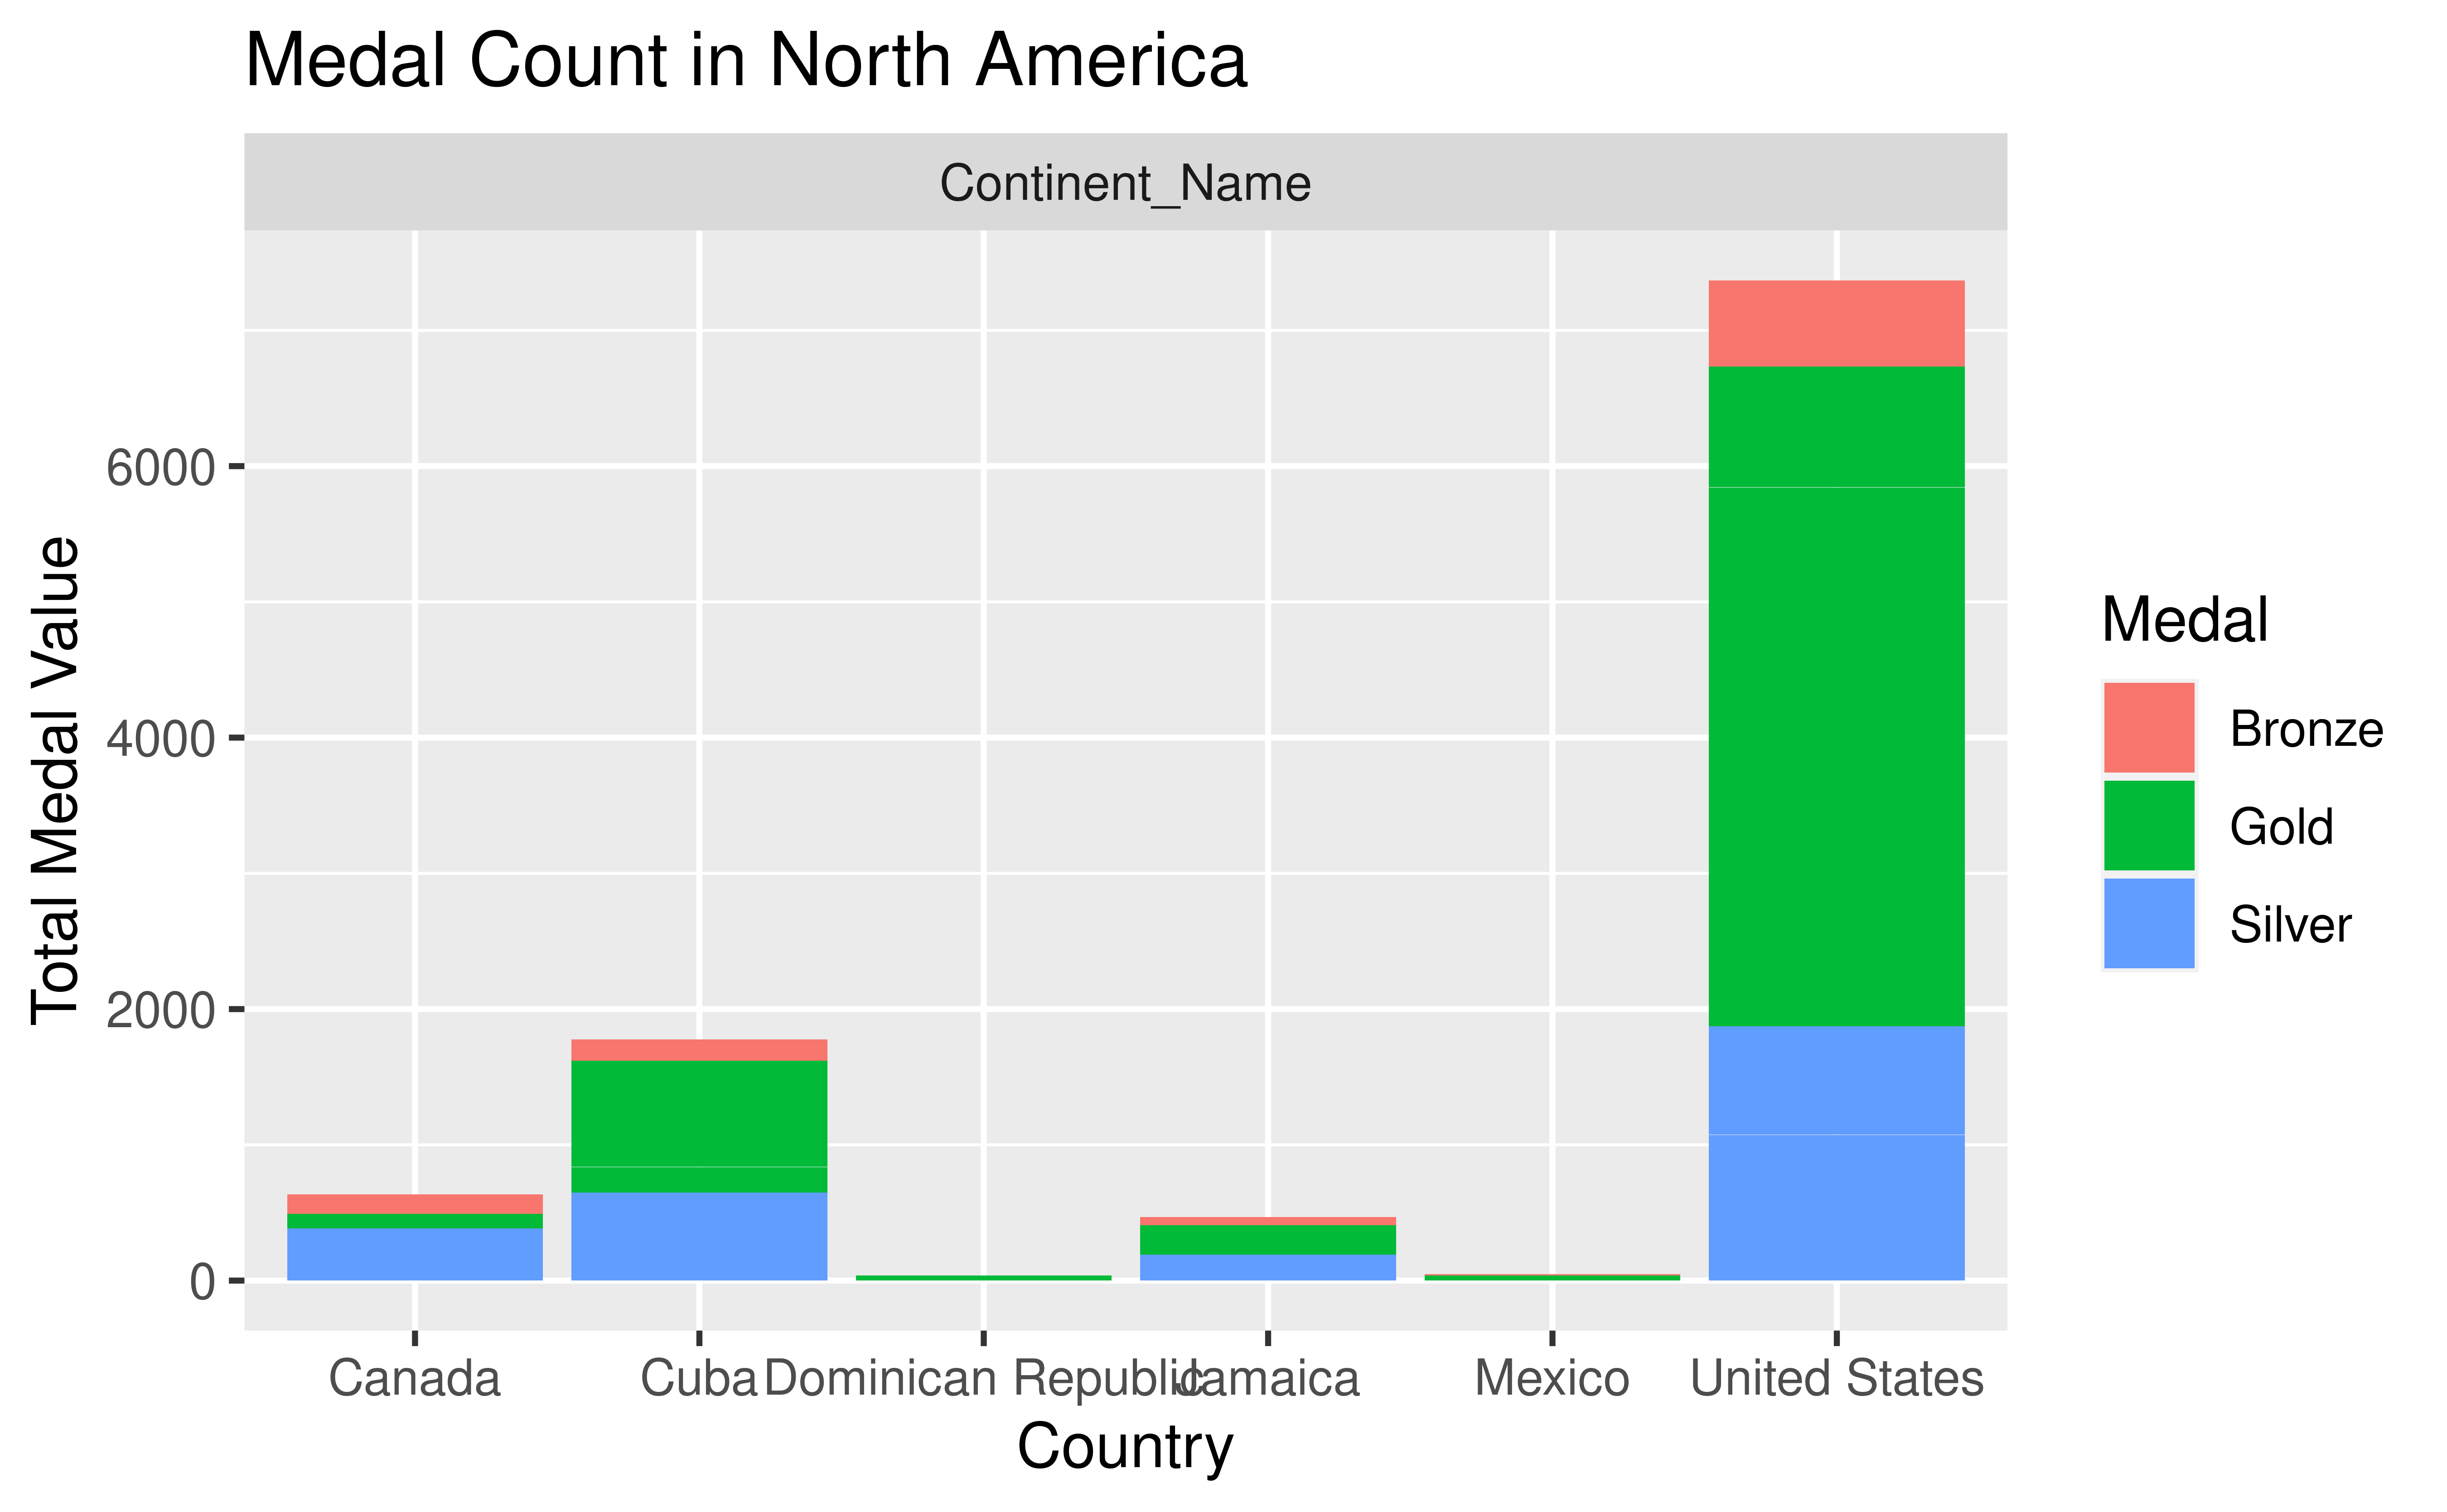 Medal Count in North America
Continent_Name
Total Medal Value
6000
4000
2000
0
Canada Cuba Dominican Republic Jamaica Mexico United States
Country
Medal
Bronze
Gold
Silver